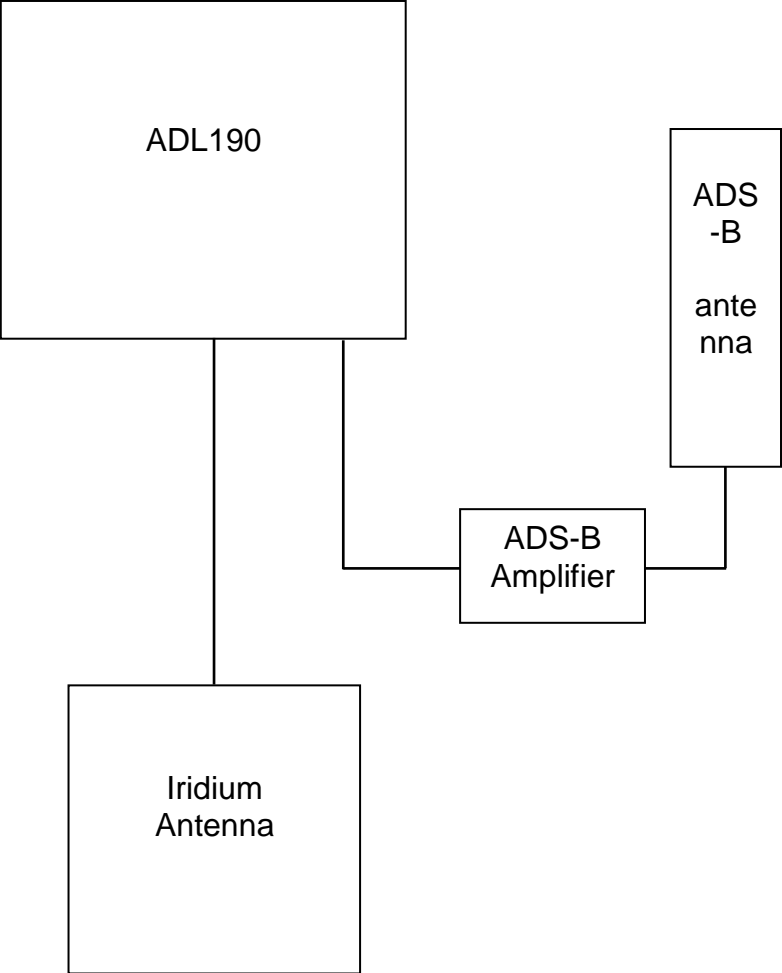 ADL190
ADS
-B
ante
nna
ADS-B
Amplifier
Iridium
Antenna